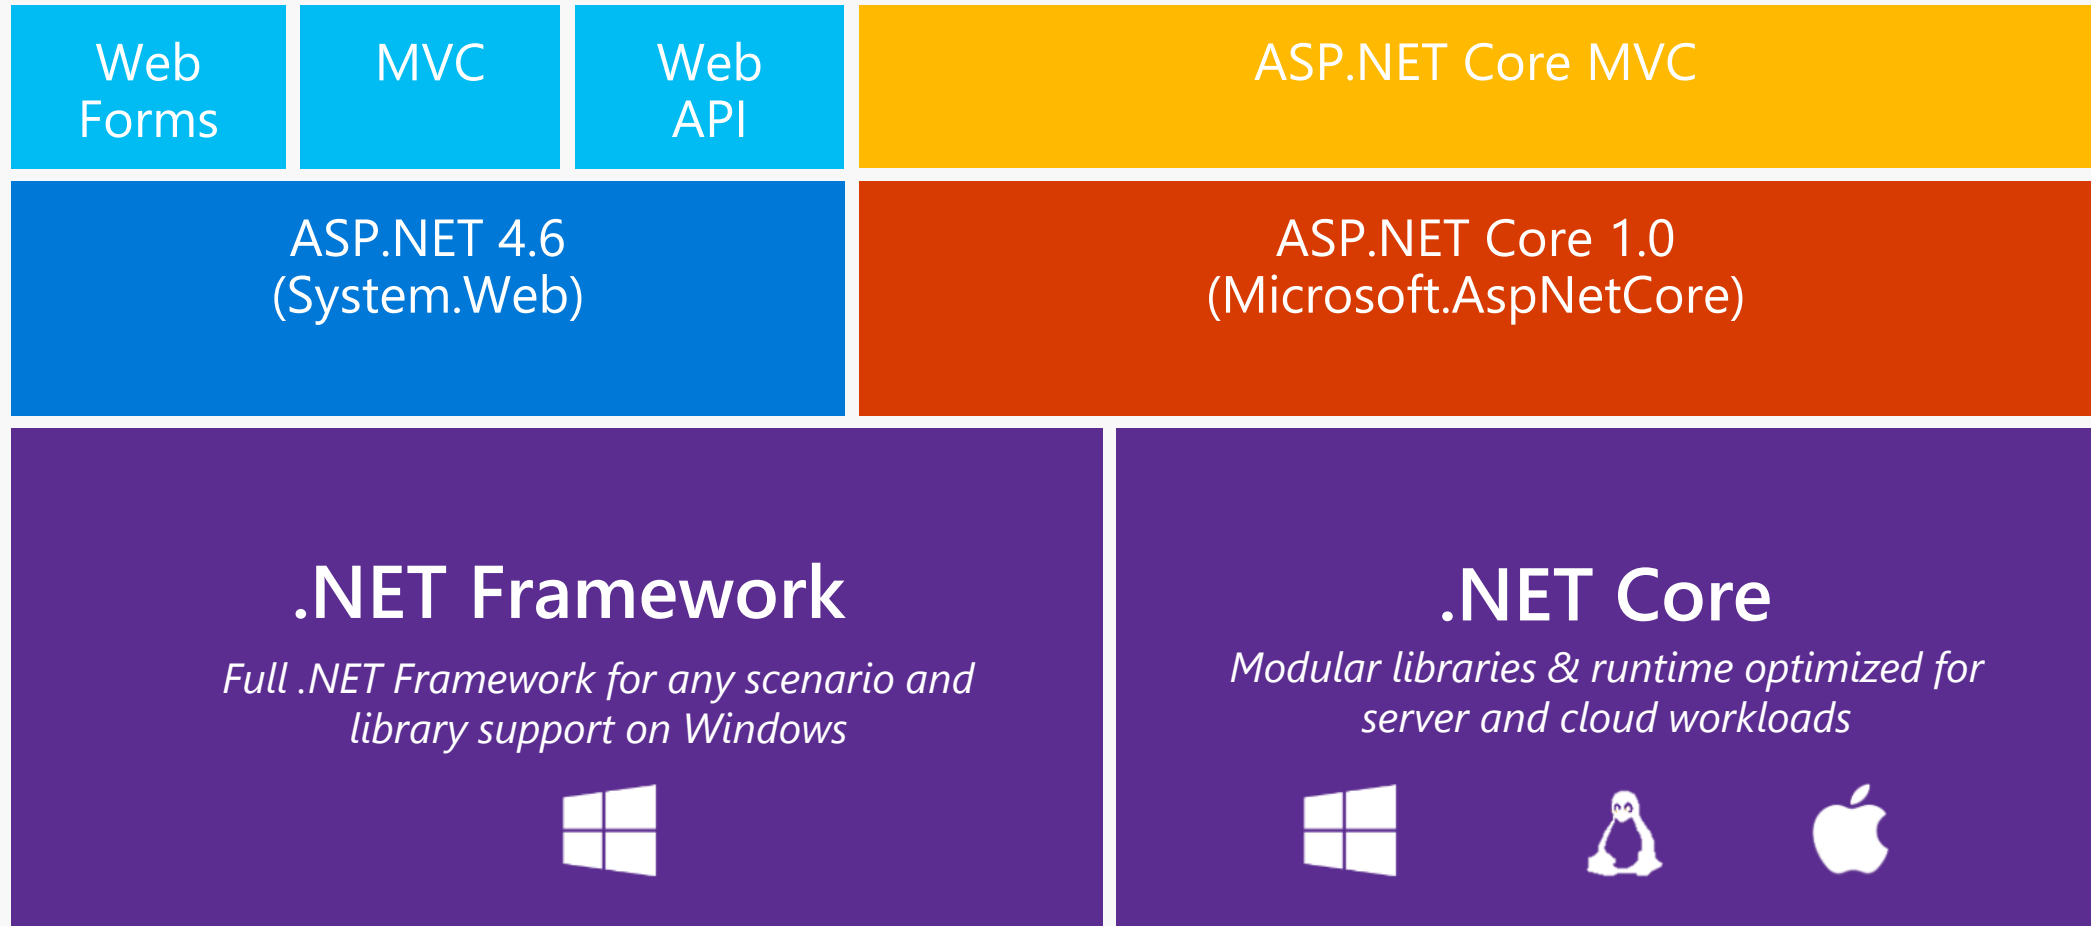 Web
Forms
MVC
Web
API
ASP.NET Core MVC
ASP.NET 4.6
(System.Web)
ASP.NET Core 1.0
(Microsoft.AspNetCore)
.NET Framework
Full .NET Framework for any scenario and
library support on Windows
.NET Core
Modular libraries & runtime optimized for
server and cloud workloads